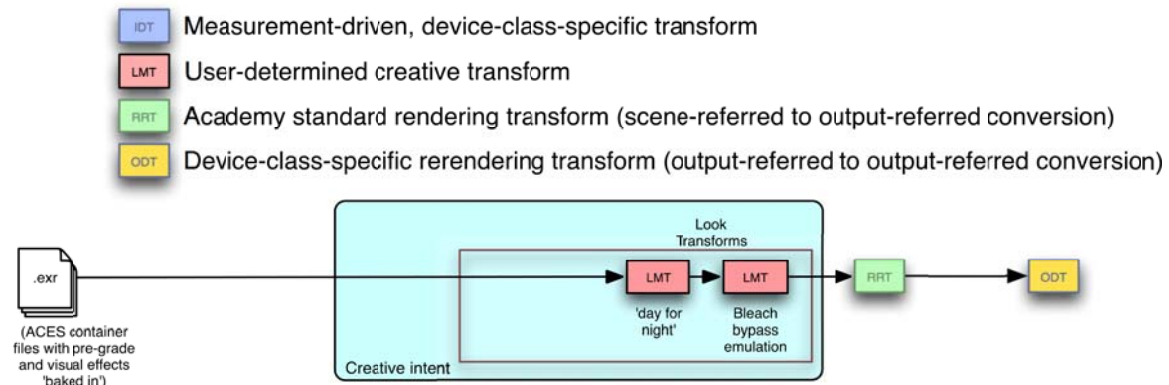 IDT Measurement-driven, device-class-specific transform
LMT User-determined creative transform
RRT Academy standard rendering transform (scene-referred to output-referred conversion)
ODT Device-class-specific rerendering transform (output-referred to output-referred conversion)
Look
Transforms
.exr
LMT
LMT
RRT
ODT
'day for
night'
Bleach
bypass
emulation
(ACES container
files with pre-grade
and visual effects
'baked in')
Creative intent